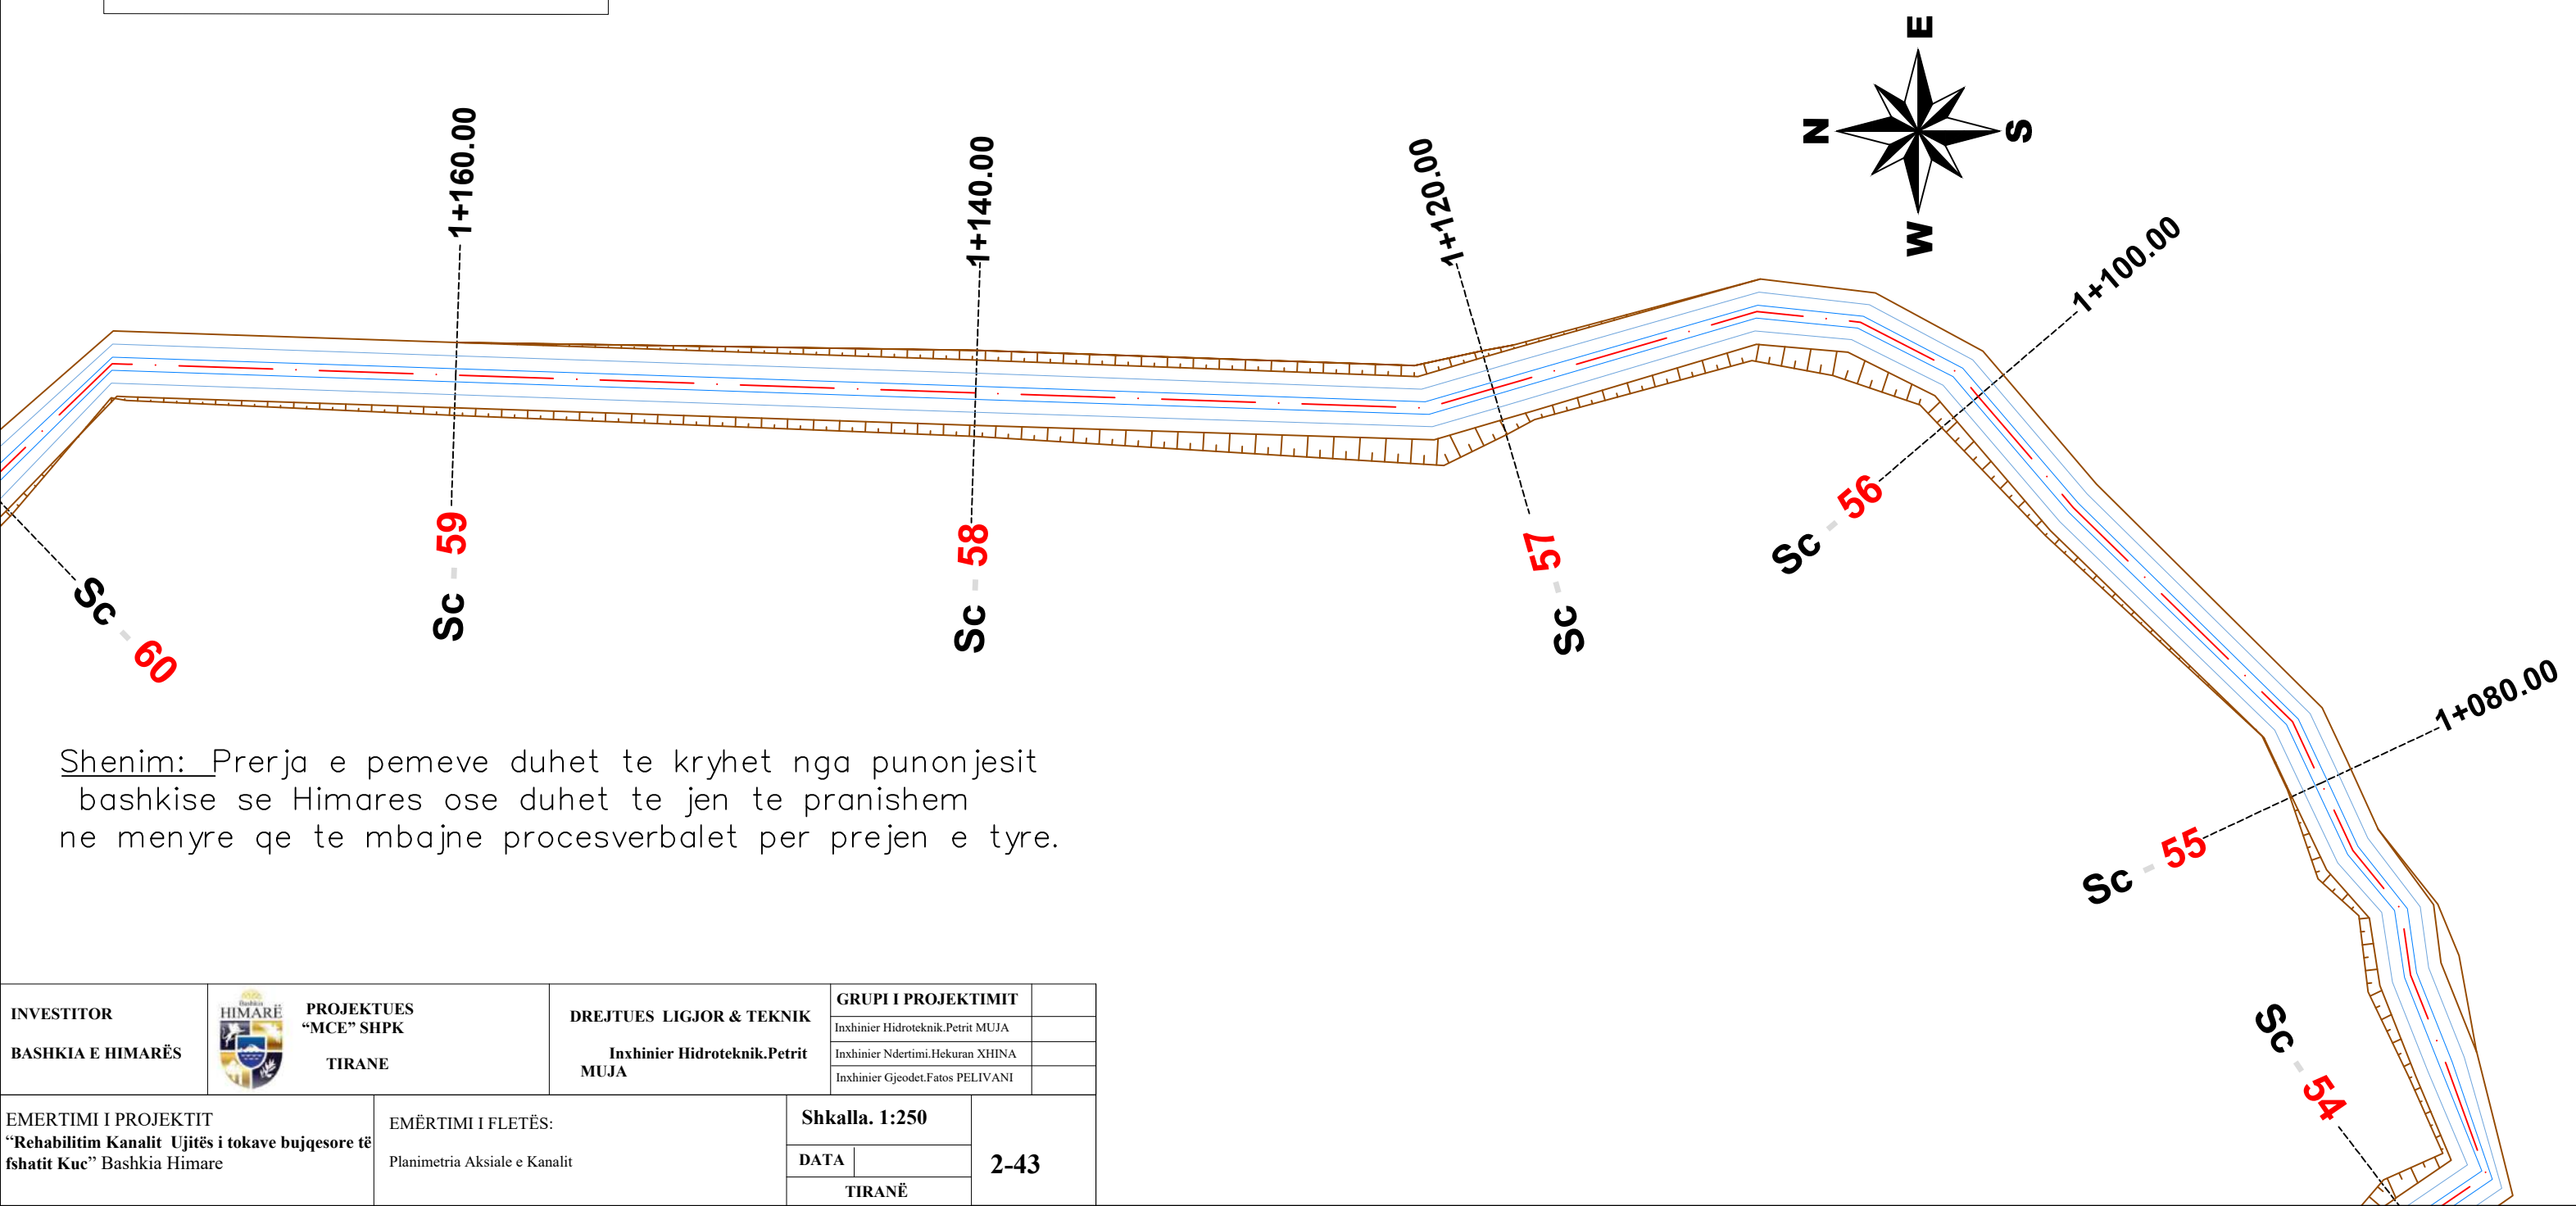 E
N
S
W
1+160.00
1+140.00
1+120.00
1+100.00
1+080.00
Sc - 60
Sc - 59
Sc - 58
Sc - 57
Sc - 56
Sc - 55
Sc - 54
Shenim: Prerja e pemeve duhet te kryhet nga punonjesit
bashkise se Himares ose duhet te jen te pranishem
ne menyre qe te mbajne procesverbalet per prejen e tyre.
INVESTITOR
BASHKIA E HIMARËS
Bashkia
HIMARË
PROJEKTUES
“MCE” SHPK
TIRANE
DREJTUES LIGJOR & TEKNIK
Inxhinier Hidroteknik.Petrit
MUJA
GRUPI I PROJEKTIMIT
Inxhinier Hidroteknik.Petrit MUJA
Inxhinier Ndertimi.Hekuran XHINA
Inxhinier Gjeodet.Fatos PELIVANI
EMERTIMI I PROJEKTIT
“Rehabilitim Kanalit Ujitës i tokave bujqesore të
fshatit Kuc” Bashkia Himare
EMËRTIMI I FLETËS:
Planimetria Aksiale e Kanalit
Shkalla. 1:250
DATA
TIRANË
2-43